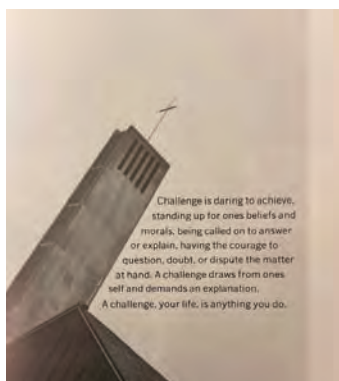 Challenge is daring to achieve,
standing up for ones beliefs and
morals, being called on to answer
or explain, having the courage to
question, doubt, or dispute the matter
at hand. A challenge draws from ones
self and demands an explanation.
A challenge, your life, is anything you do.